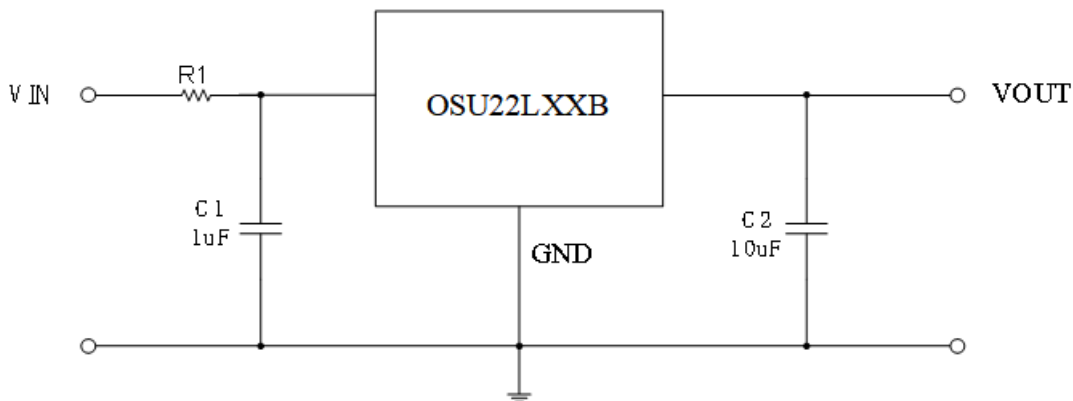 R1
VIN
OSU22LXXB
VOUT
C1
1uF
GND
C2
10uF